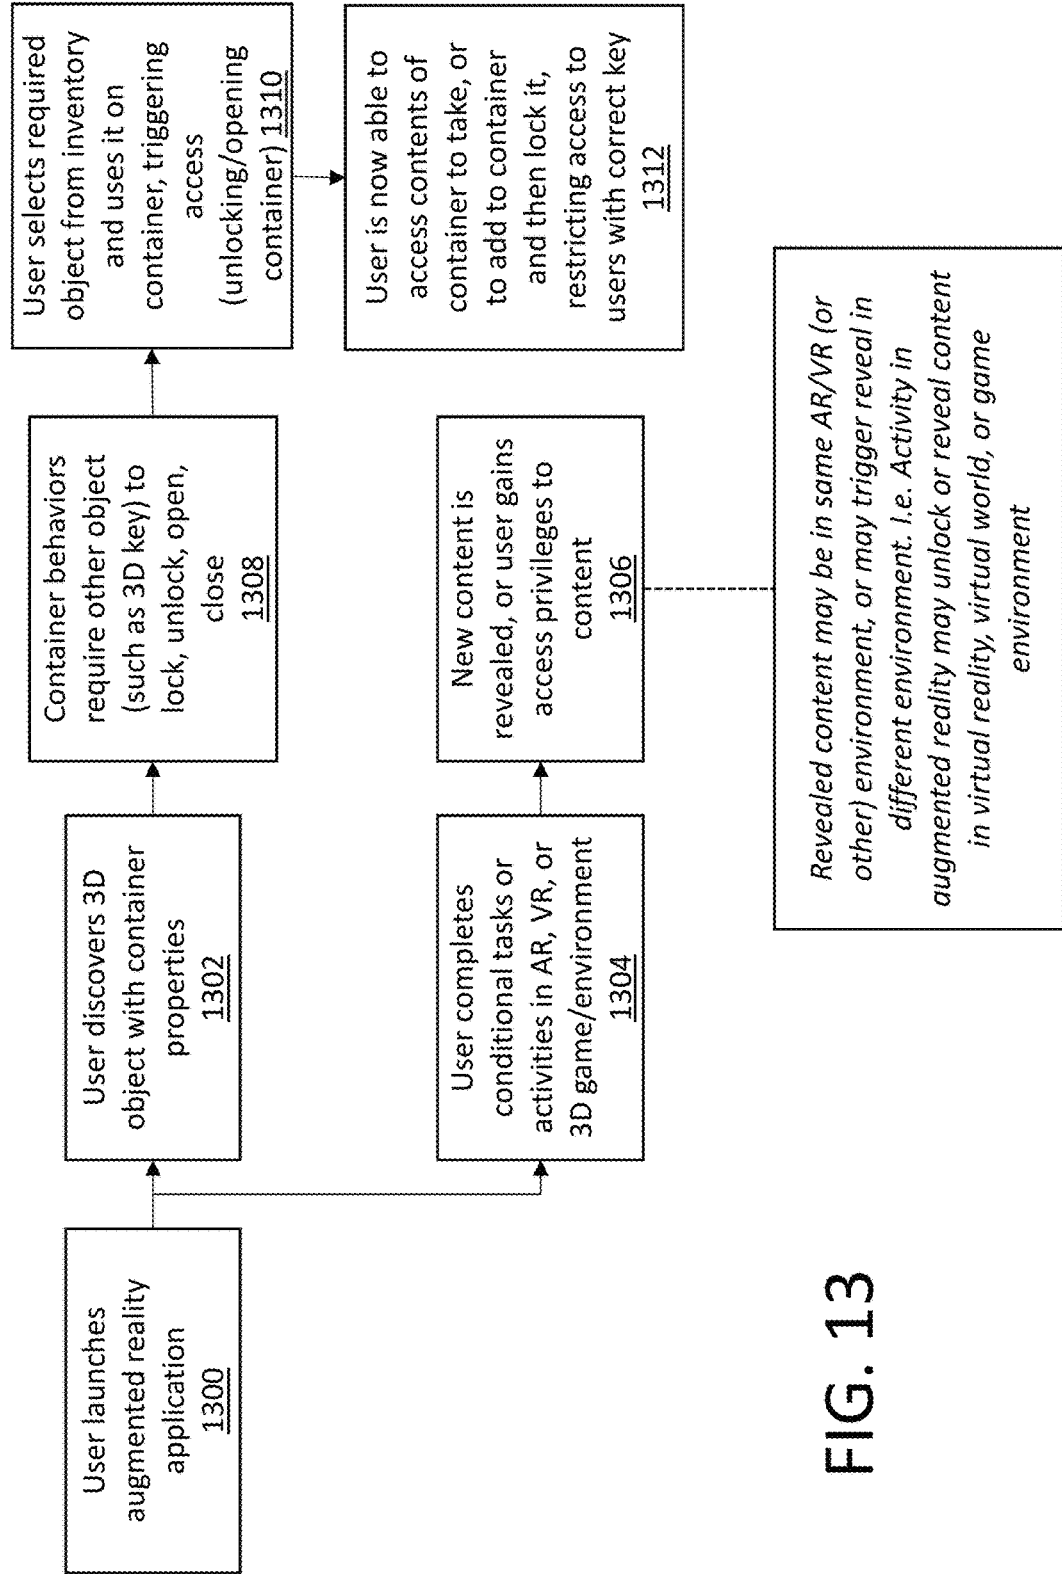 User launches
augmented reality
application
1300
User discovers 3D
object with container
properties
1302
Container behaviors
require other object
(such as 3D key) to
lock, unlock, open,
close
1308
User selects required
object from inventory
and uses it on
container, triggering
access
(unlocking/opening
container) 1310
User is now able to
access contents of
container to take, or
to add to container
and then lock it,
restricting access to
users with correct key
1312
User completes
conditional tasks or
activities in AR, VR, or
3D game/environment
1304
New content is
revealed, or user gains
access privileges to
content
1306
Revealed content may be in same AR/VR (or
other) environment, or may trigger reveal in
different environment. I.e. Activity in
augmented reality may unlock or reveal content
in virtual reality, virtual world, or game
environment
FIG. 13